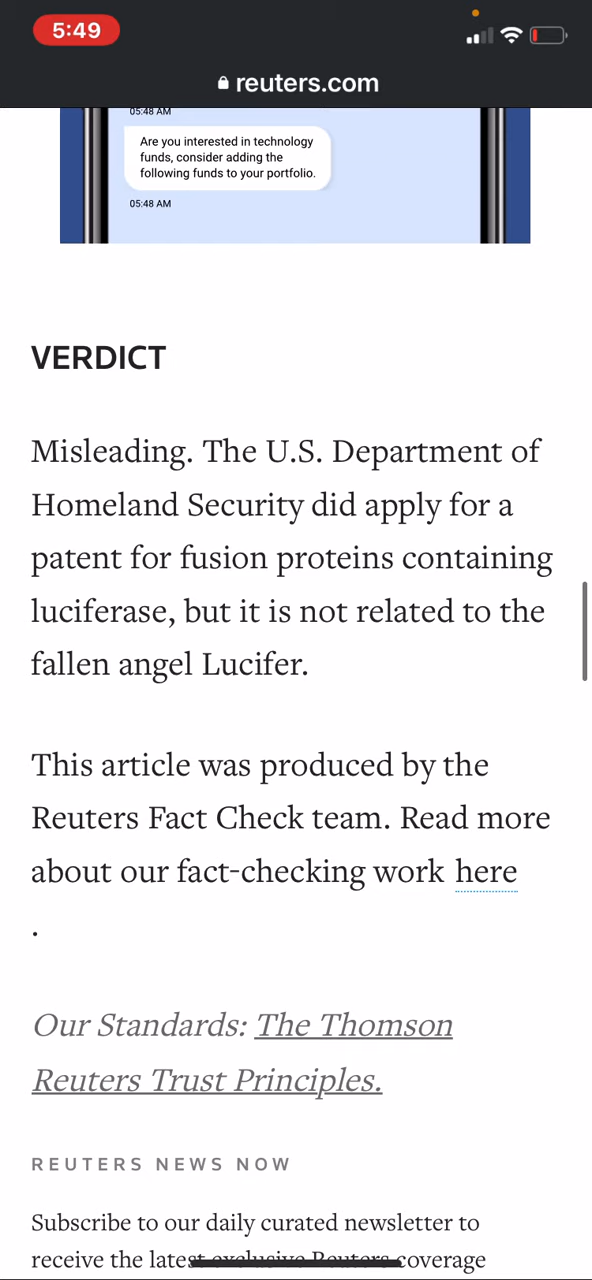 5:49
reuters.com
05:48 AM
Are you interested in technology
funds, consider adding the
following funds to your portfolio.
05:48 AM
VERDICT
Misleading. The U.S. Department of
Homeland Security did apply for a
patent for fusion proteins containing
luciferase, but it is not related to the
fallen angel Lucifer.
This article was produced by the
Reuters Fact Check team. Read more
about our fact-checking work here
.
Our Standards: The Thomson
Reuters Trust Principles.
REUTERS NEWS NOW
Subscribe to our daily curated newsletter to
receive the latest exclusive Reuters coverage